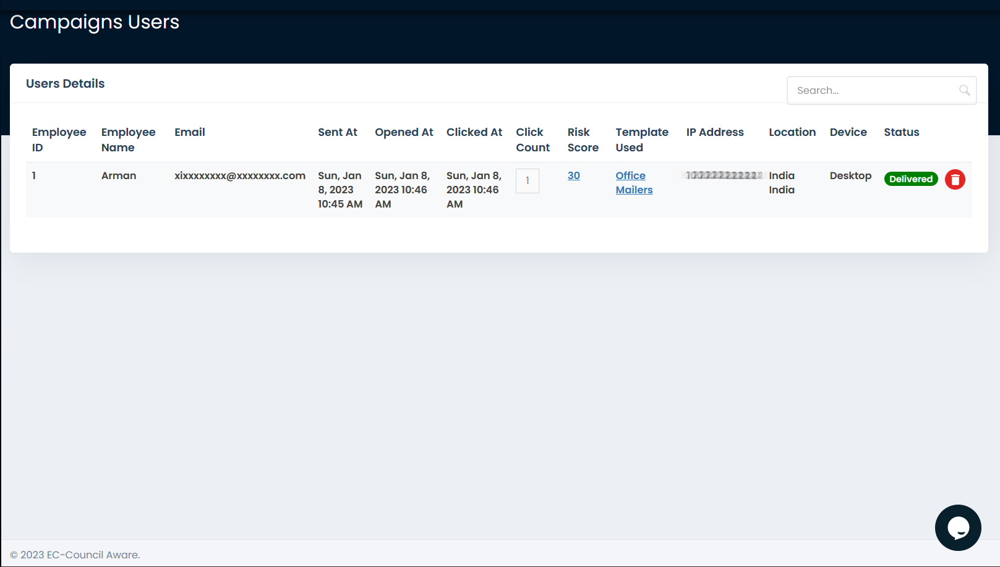 Campaigns Users
Users Details
Search...
Employee ID
Employee Name
Email
Sent At
Opened At
Clicked At
Click Count
Risk Score
Template Used
IP Address
Location
Device
Status
1
Arman
xixxxxxxx@xxxxxxxx.com
Sun, Jan
8, 2023
10:45 AM
Sun, Jan 8,
2023 10:46
AM
Sun, Jan 8,
2023 10:46
AM
1
30
Office
Mailers
India
India
Desktop
Delivered
© 2023 EC-Council Aware.